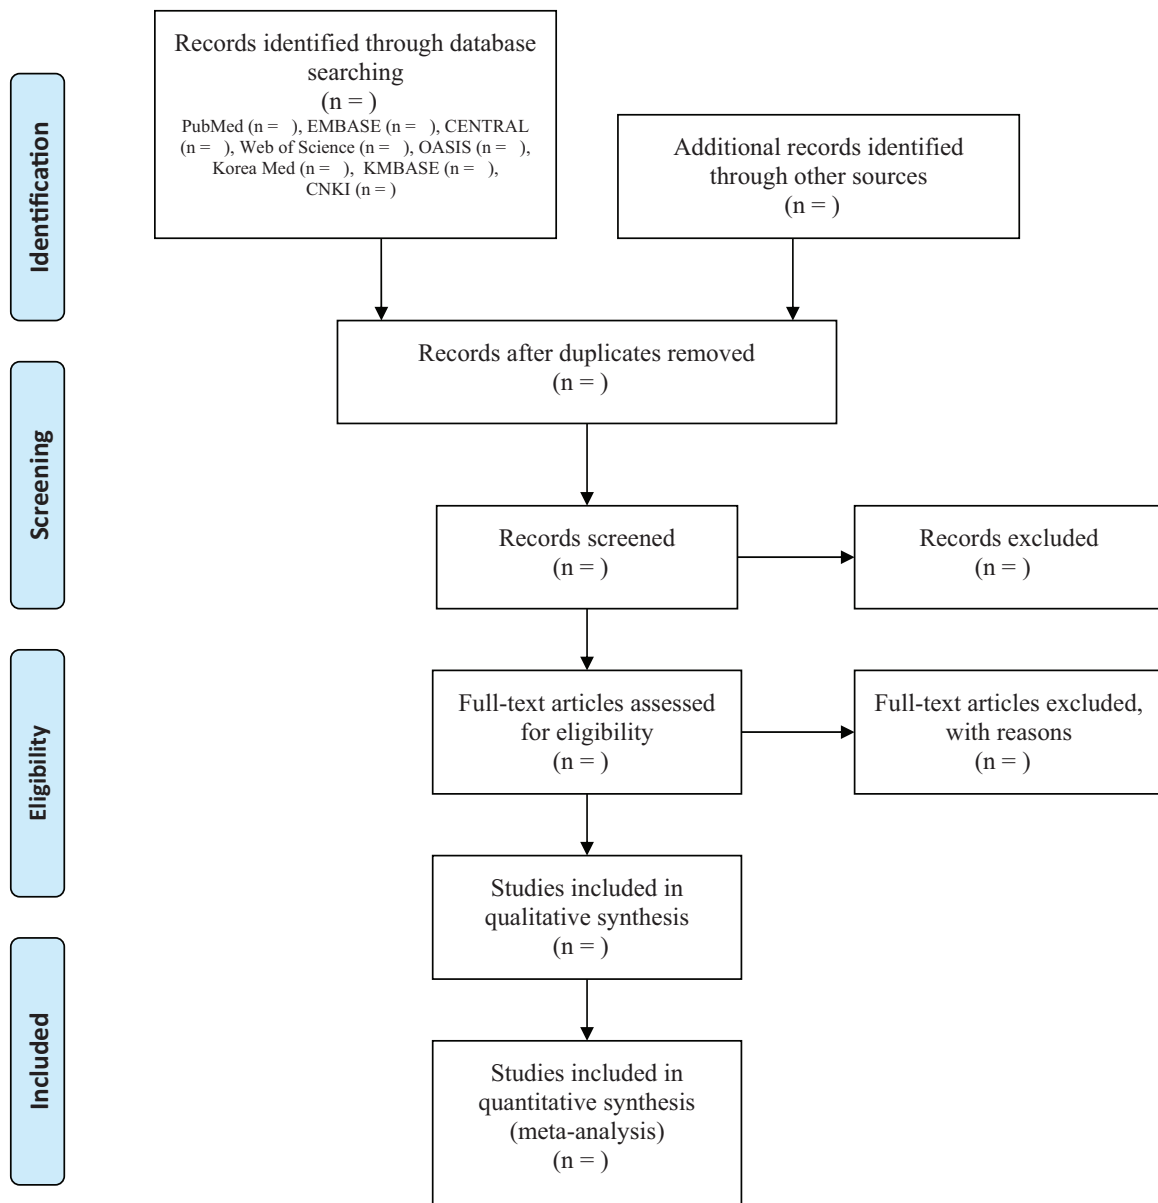 Identification
Records identified through database
searching
(n = )
PubMed (n =   ), EMBASE (n =   ), CENTRAL
(n =   ), Web of Science (n =   ), OASIS (n =   ),
Korea Med (n =   ),  KMBASE (n =   ),
CNKI (n = )
Additional records identified
through other sources
(n = )
Records after duplicates removed
(n = )
Screening
Records screened
(n = )
Records excluded
(n = )
Eligibility
Full-text articles assessed
for eligibility
(n = )
Full-text articles excluded,
with reasons
(n = )
Studies included in
qualitative synthesis
(n = )
Included
Studies included in
quantitative synthesis
(meta-analysis)
(n = )